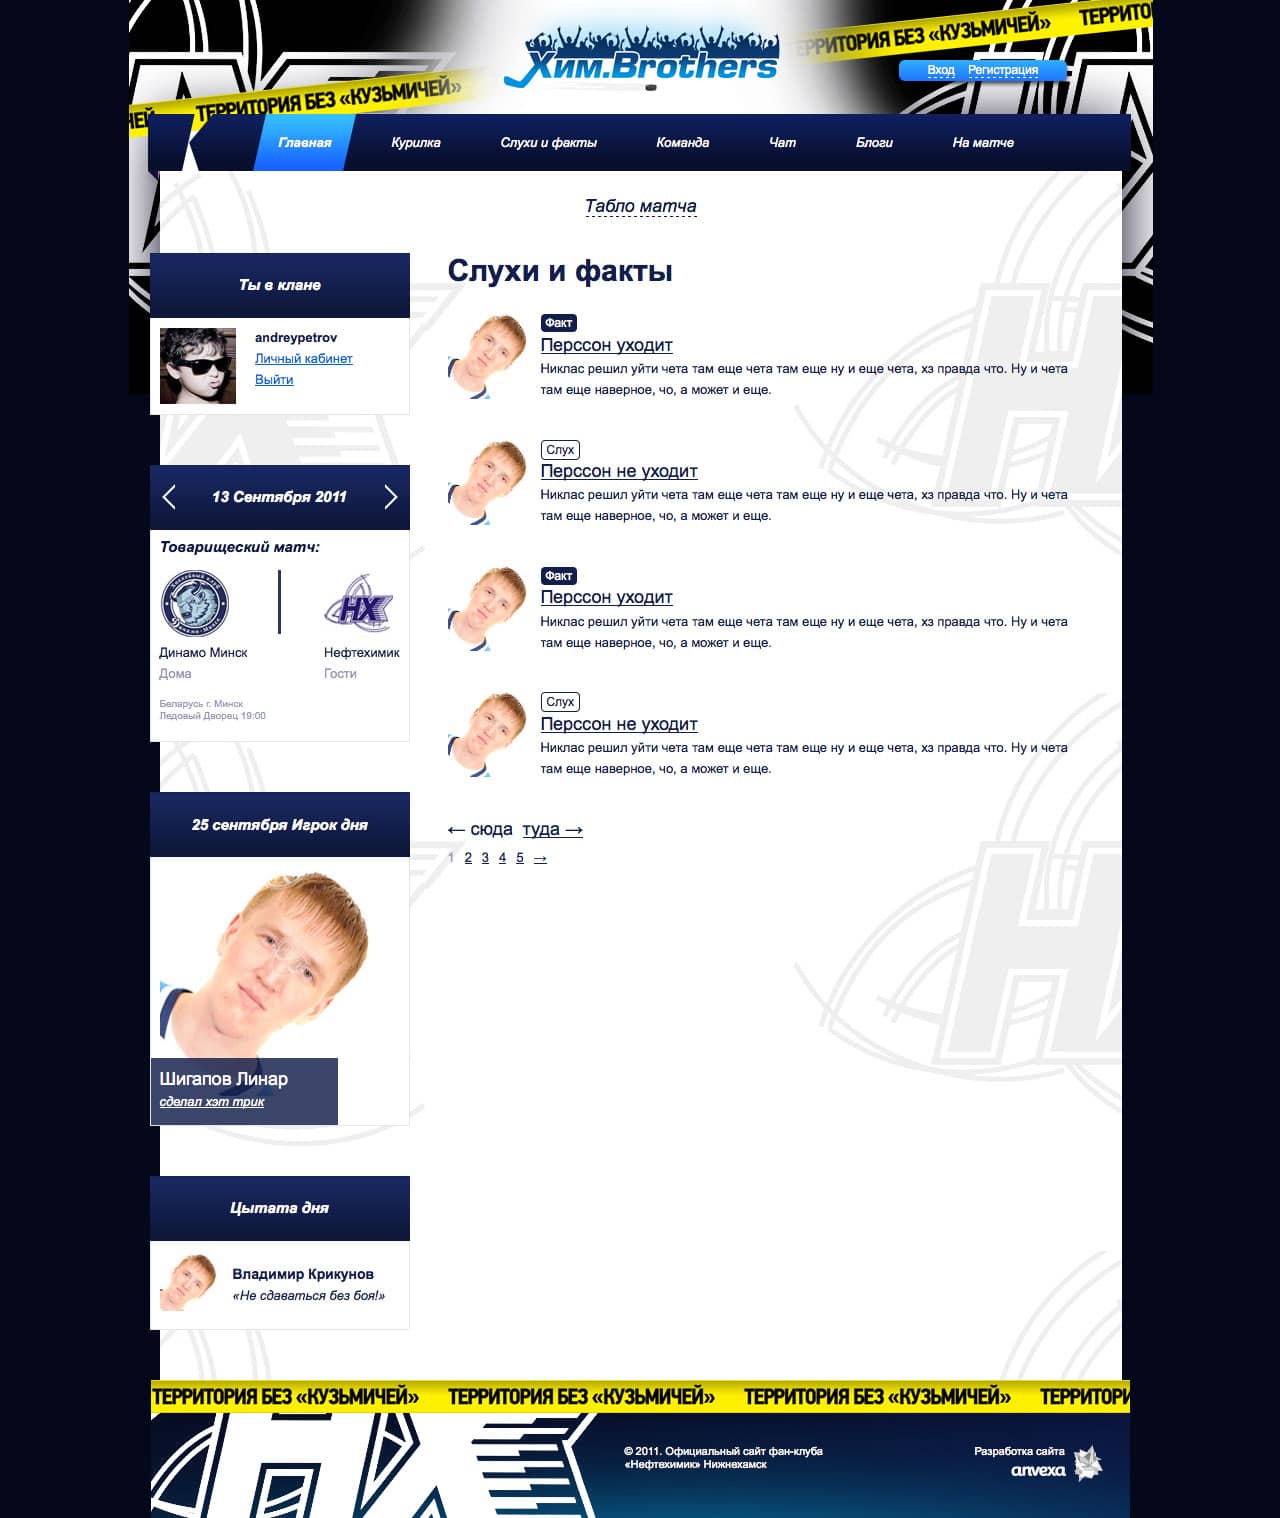 ТЕРРИТОРИЯ БЕЗ «КУЗЬМИЧЕЙ»
ТЕРРИТО
ЧЕЙ» ТЕРРИТОРИЯ БЕЗ «КУЗЬМИЧЕЙ»
Хим.Brothers
Вход Регистрация
Главная Курилка Слухи и факты Команда Чат Блоги На матче
Табло матча
Ты в клане
andreypetrov
Личный кабинет
Выйти
13 Сентября 2011
Товарищеский матч:
НХ
Динамо Минск Нефтехимик
Дома Гости
Беларусь г. Минск
Ледовый Дворец 19:00
25 сентября Игрок дня
Шигапов Линар
сделал хэт трик
Цытата дня
Владимир Крикунов
«Не сдаваться без боя!»
Слухи и факты
Факт
Перссон уходит
Никлас решил уйти чета там еще чета там еще ну и еще чета, хз правда что. Ну и чета
там еще наверное, чо, а может и еще.
Слух
Перссон не уходит
Никлас решил уйти чета там еще чета там еще ну и еще чета, хз правда что. Ну и чета
там еще наверное, чо, а может и еще.
Факт
Перссон уходит
Никлас решил уйти чета там еще чета там еще ну и еще чета, хз правда что. Ну и чета
там еще наверное, чо, а может и еще.
Слух
Перссон не уходит
Никлас решил уйти чета там еще чета там еще ну и еще чета, хз правда что. Ну и чета
там еще наверное, чо, а может и еще.
← сюда туда →
1 2 3 4 5 →
ТЕРРИТОРИЯ БЕЗ «КУЗЬМИЧЕЙ» ТЕРРИТОРИЯ БЕЗ «КУЗЬМИЧЕЙ» ТЕРРИТОРИЯ БЕЗ «КУЗЬМИЧЕЙ» ТЕРРИТОРИ
© 2011. Официальный сайт фан-клуба
«Нефтехимик» Нижнехамск
Разработка сайта
anvexa